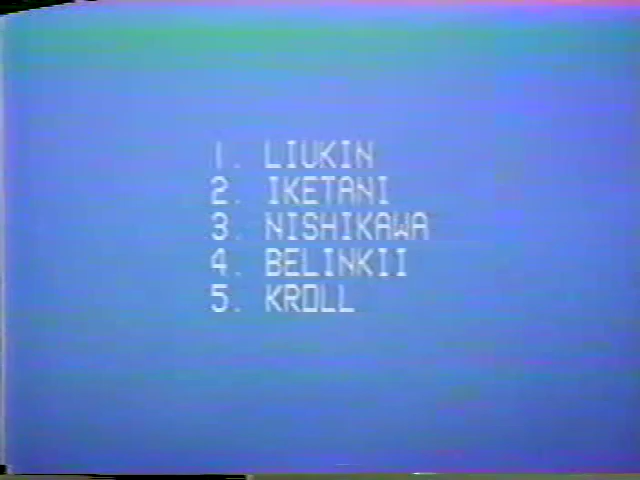 1. LIUKIN
2. IKETANI
3. NISHIKAWA
4. BELINKII
5. KROLL